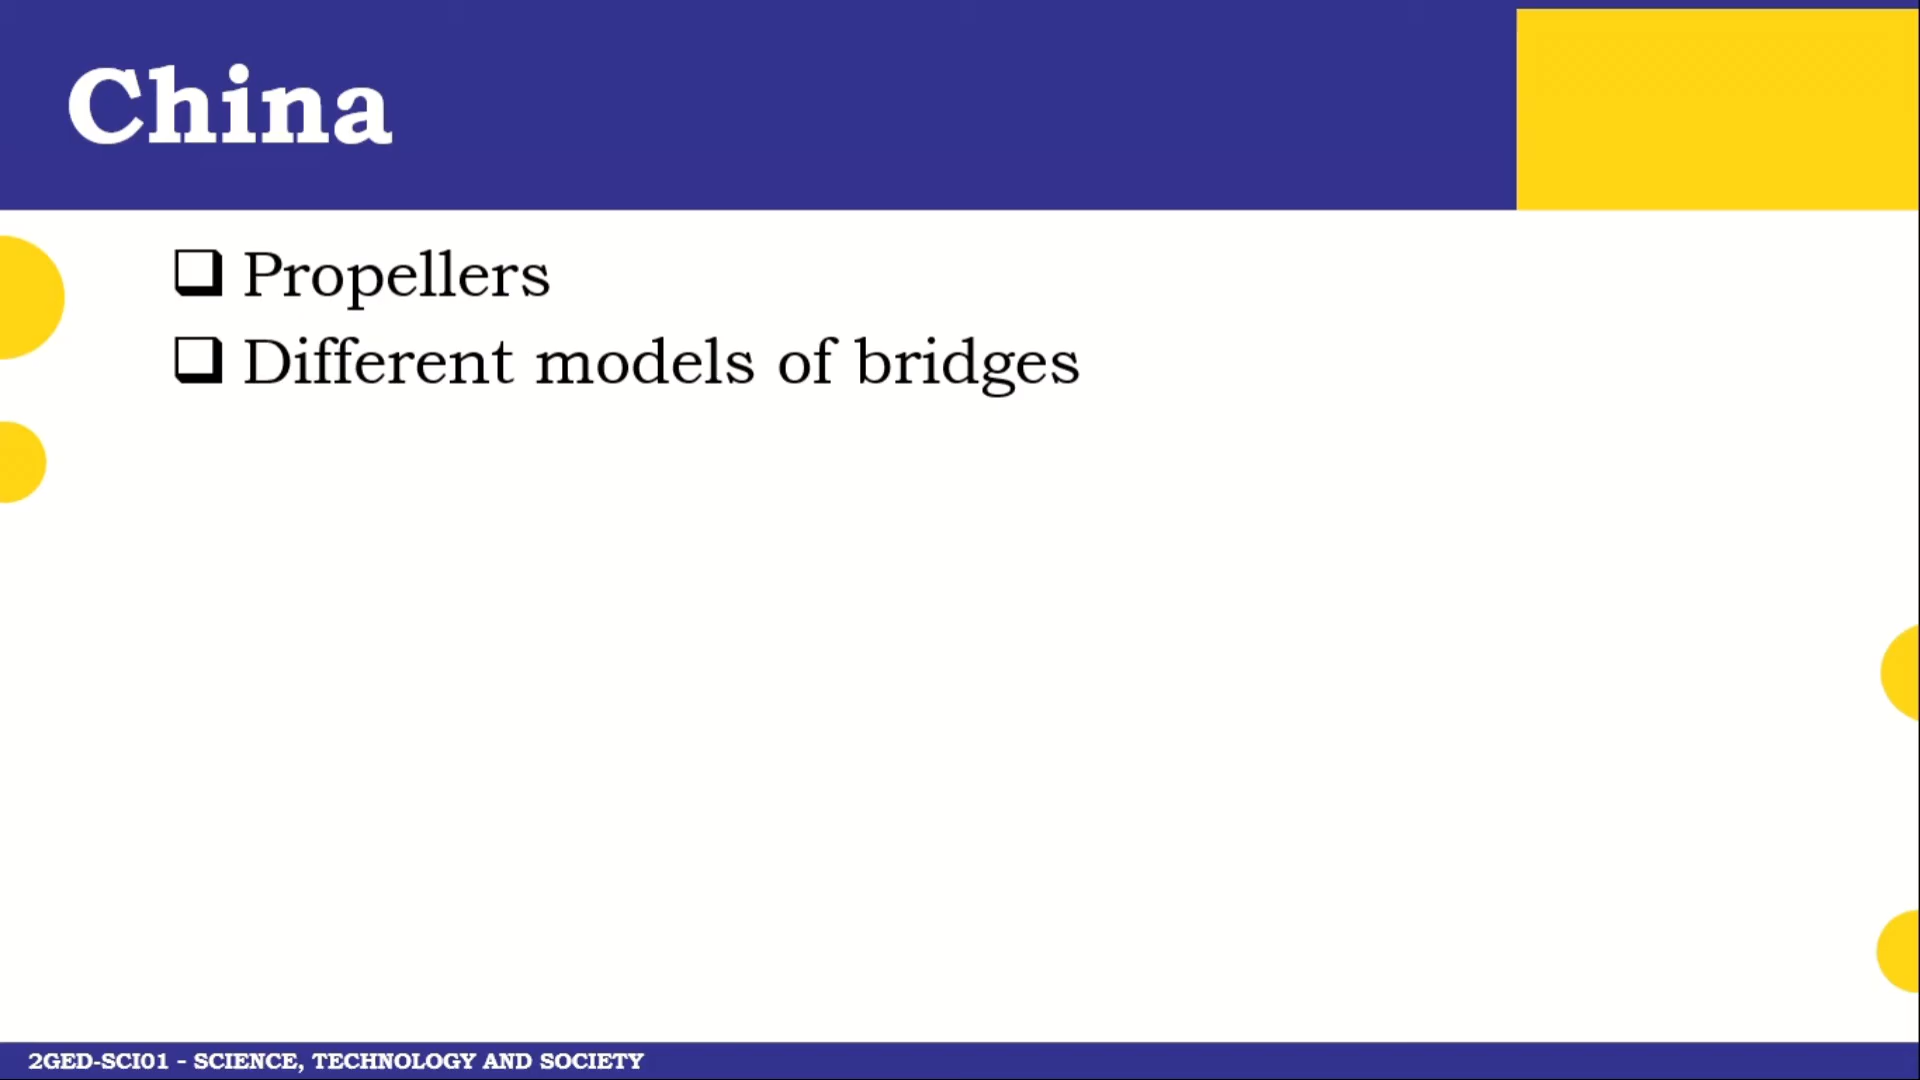 China
❑ Propellers
❑ Different models of bridges
2GED-SCI01 - SCIENCE, TECHNOLOGY AND SOCIETY